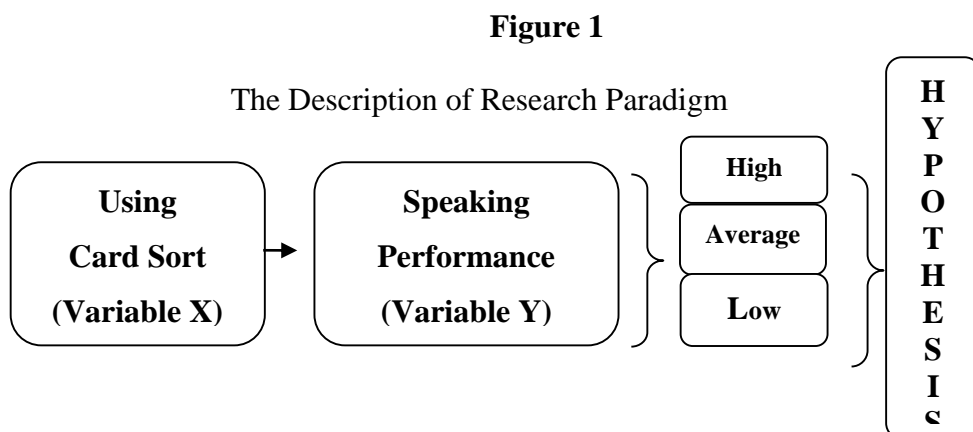 Figure 1
The Description of Research Paradigm
Using
Card Sort
(Variable X)
Speaking
Performance
(Variable Y)
High
Average
Low
H
Y
P
O
T
H
E
S
I
S